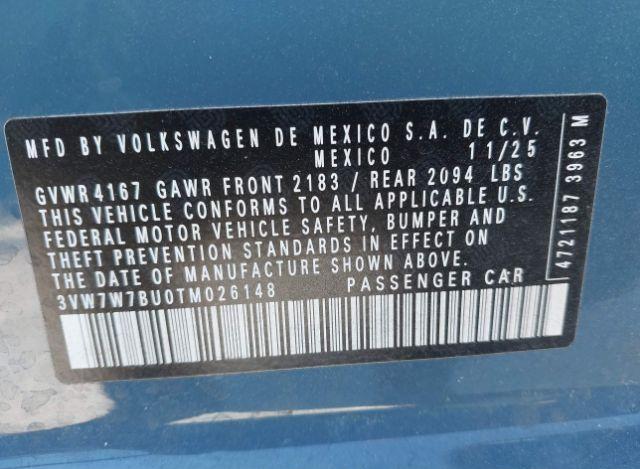 MFD BY VOLKSWAGEN DE MEXICO S.A. DE C.V.
MEXICO 11/25
GVWR 4167 GAWR FRONT 2183 / REAR 2094 LBS
THIS VEHICLE CONFORMS TO ALL APPLICABLE U.S.
FEDERAL MOTOR VEHICLE SAFETY, BUMPER AND
THEFT PREVENTION STANDARDS IN EFFECT ON
THE DATE OF MANUFACTURE SHOWN ABOVE.
3VW7W7BU0TM026148 PASSENGER CAR
4721187 3963 M